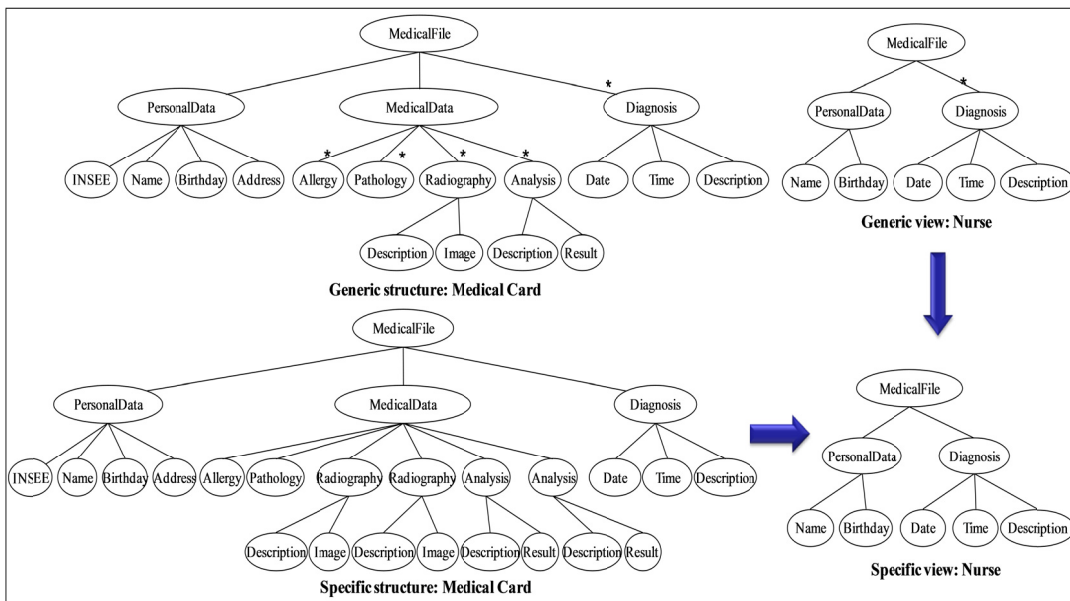 MedicalFile
*
PersonalData MedicalData Diagnosis
* * * *
INSEE Name Birthday Address Allergy Pathology Radiography Analysis Date Time Description
Description Image Description Result
Generic structure: Medical Card
MedicalFile
*
PersonalData Diagnosis
Name Birthday Date Time Description
Generic view: Nurse
MedicalFile
PersonalData MedicalData Diagnosis
INSEE Name Birthday Address Allergy Pathology Radiography Radiography Analysis Analysis Date Time Description
Description Image Description Image Description Result Description Result
Specific structure: Medical Card
MedicalFile
PersonalData Diagnosis
Name Birthday Date Time Description
Specific view: Nurse